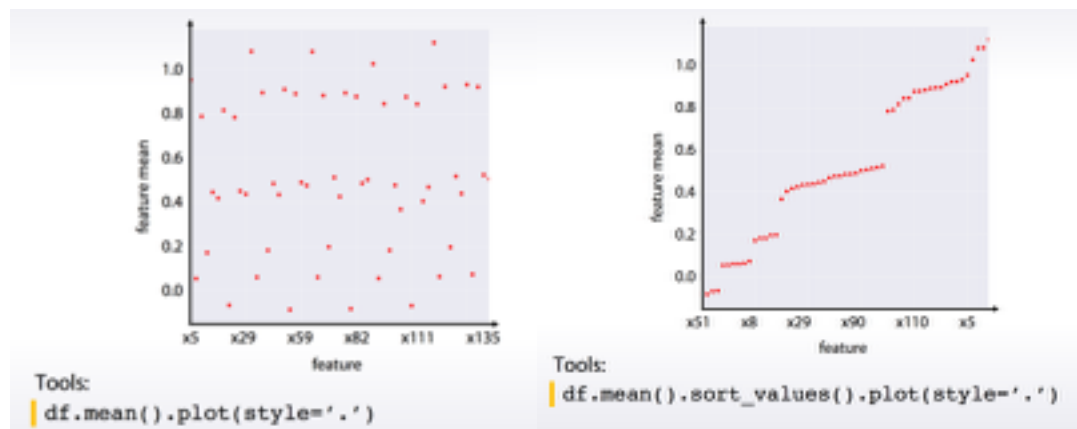 1.0
0.8
0.6
0.4
0.2
0.0
feature mean
x5 x29 x59 x82 x111 x135
feature
Tools:
df.mean().plot(style='.')
1.0
0.8
0.6
0.4
0.2
0.0
feature mean
x51 x8 x29 x90 x110 x5
feature
Tools:
df.mean().sort_values().plot(style='.')